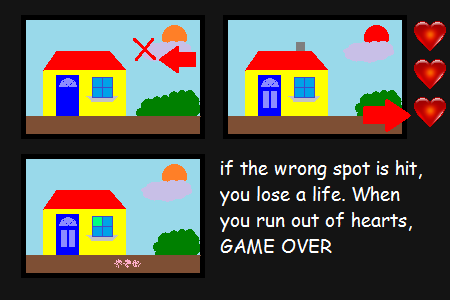 if the wrong spot is hit,
you lose a life. When
you run out of hearts,
GAME OVER